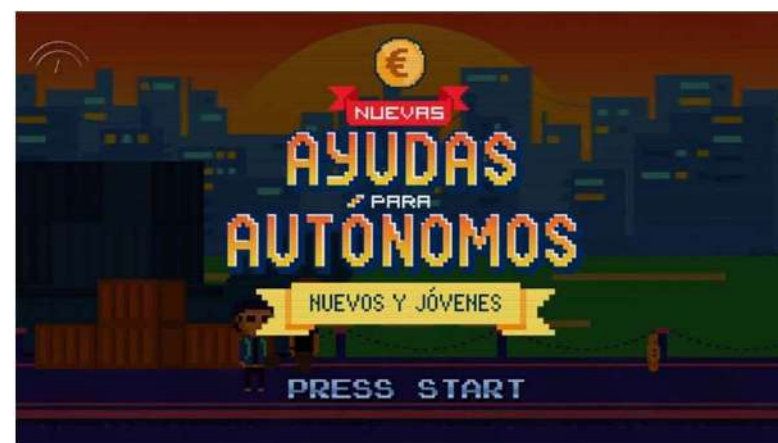 €
NUEVAS
AYUDAS
PARA
AUTÓNOMOS
NUEVOS Y JÓVENES
PRESS START